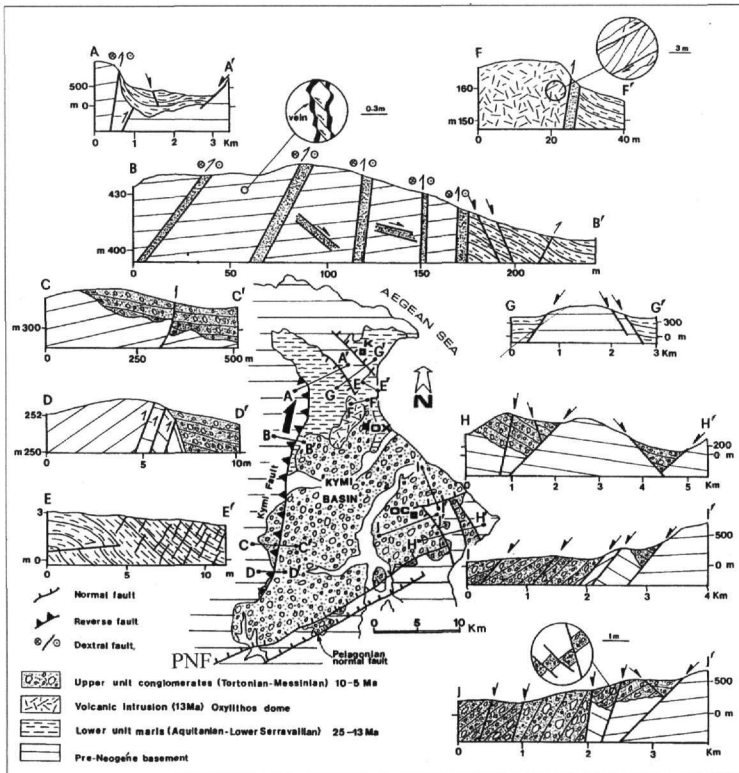 A
A′
500
m 0
0 1 2 3 Km
vein
0·3m
F
F′
3 m
160
m 150
0 20 40 m
B
B′
430
m 400
0 50 100 150 200 m
C
C′
m 300
0 250 500 m
AEGEAN SEA
G
G′
300
0 m
0 1 2 3 Km
K
A′
G′
E
E′
A
G
F
OX
B
B′
N
D
D′
252
m 250
0 5 10m
H
H′
200
0 m
0 1 2 3 4 5 Km
KYMI
BASIN
Kymi Fault
I
OC
I′
H′
J
H
C
C′
D
D′
E
E′
3
m 0
0 5 10 m
I
I′
500
0 m
0 1 2 3 4 Km
Normal fault
Reverse fault
Dextral fault,
0 5 10
Km
PNF
Pelagonian
normal fault
1m
J
J′
500
0 m
0 1 2 3 Km
Upper unit conglomerates (Tortonian-Messinian) 10-5 Ma
Volcanic intrusion (13Ma) Oxylithos dome
Lower unit marls (Aquitanian-Lower Serravallian) 25-13 Ma
Pre-Neogene basement